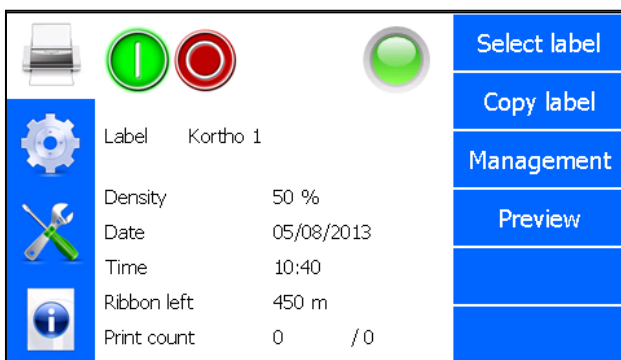 Label Kortho 1
Density 50 %
Date 05/08/2013
Time 10:40
Ribbon left 450 m
Print count 0 / 0
Select label
Copy label
Management
Preview